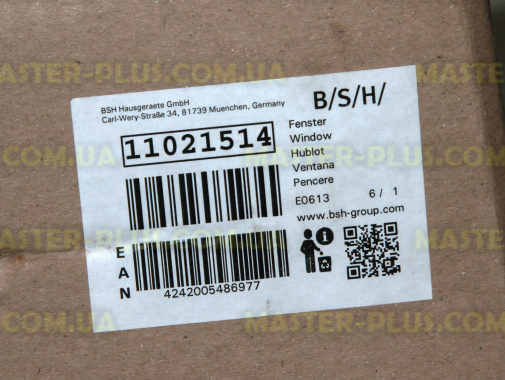 BSH Hausgeraete GmbH
Carl-Wery-Straße 34, 81739 Muenchen, Germany
B/S/H/
11021514
Fenster
Window
Hublot
Ventana
Pencere
E0613 6 / 1
www.bsh-group.com
EAN
4242005486977
MASTER-PLUS.COM.UA